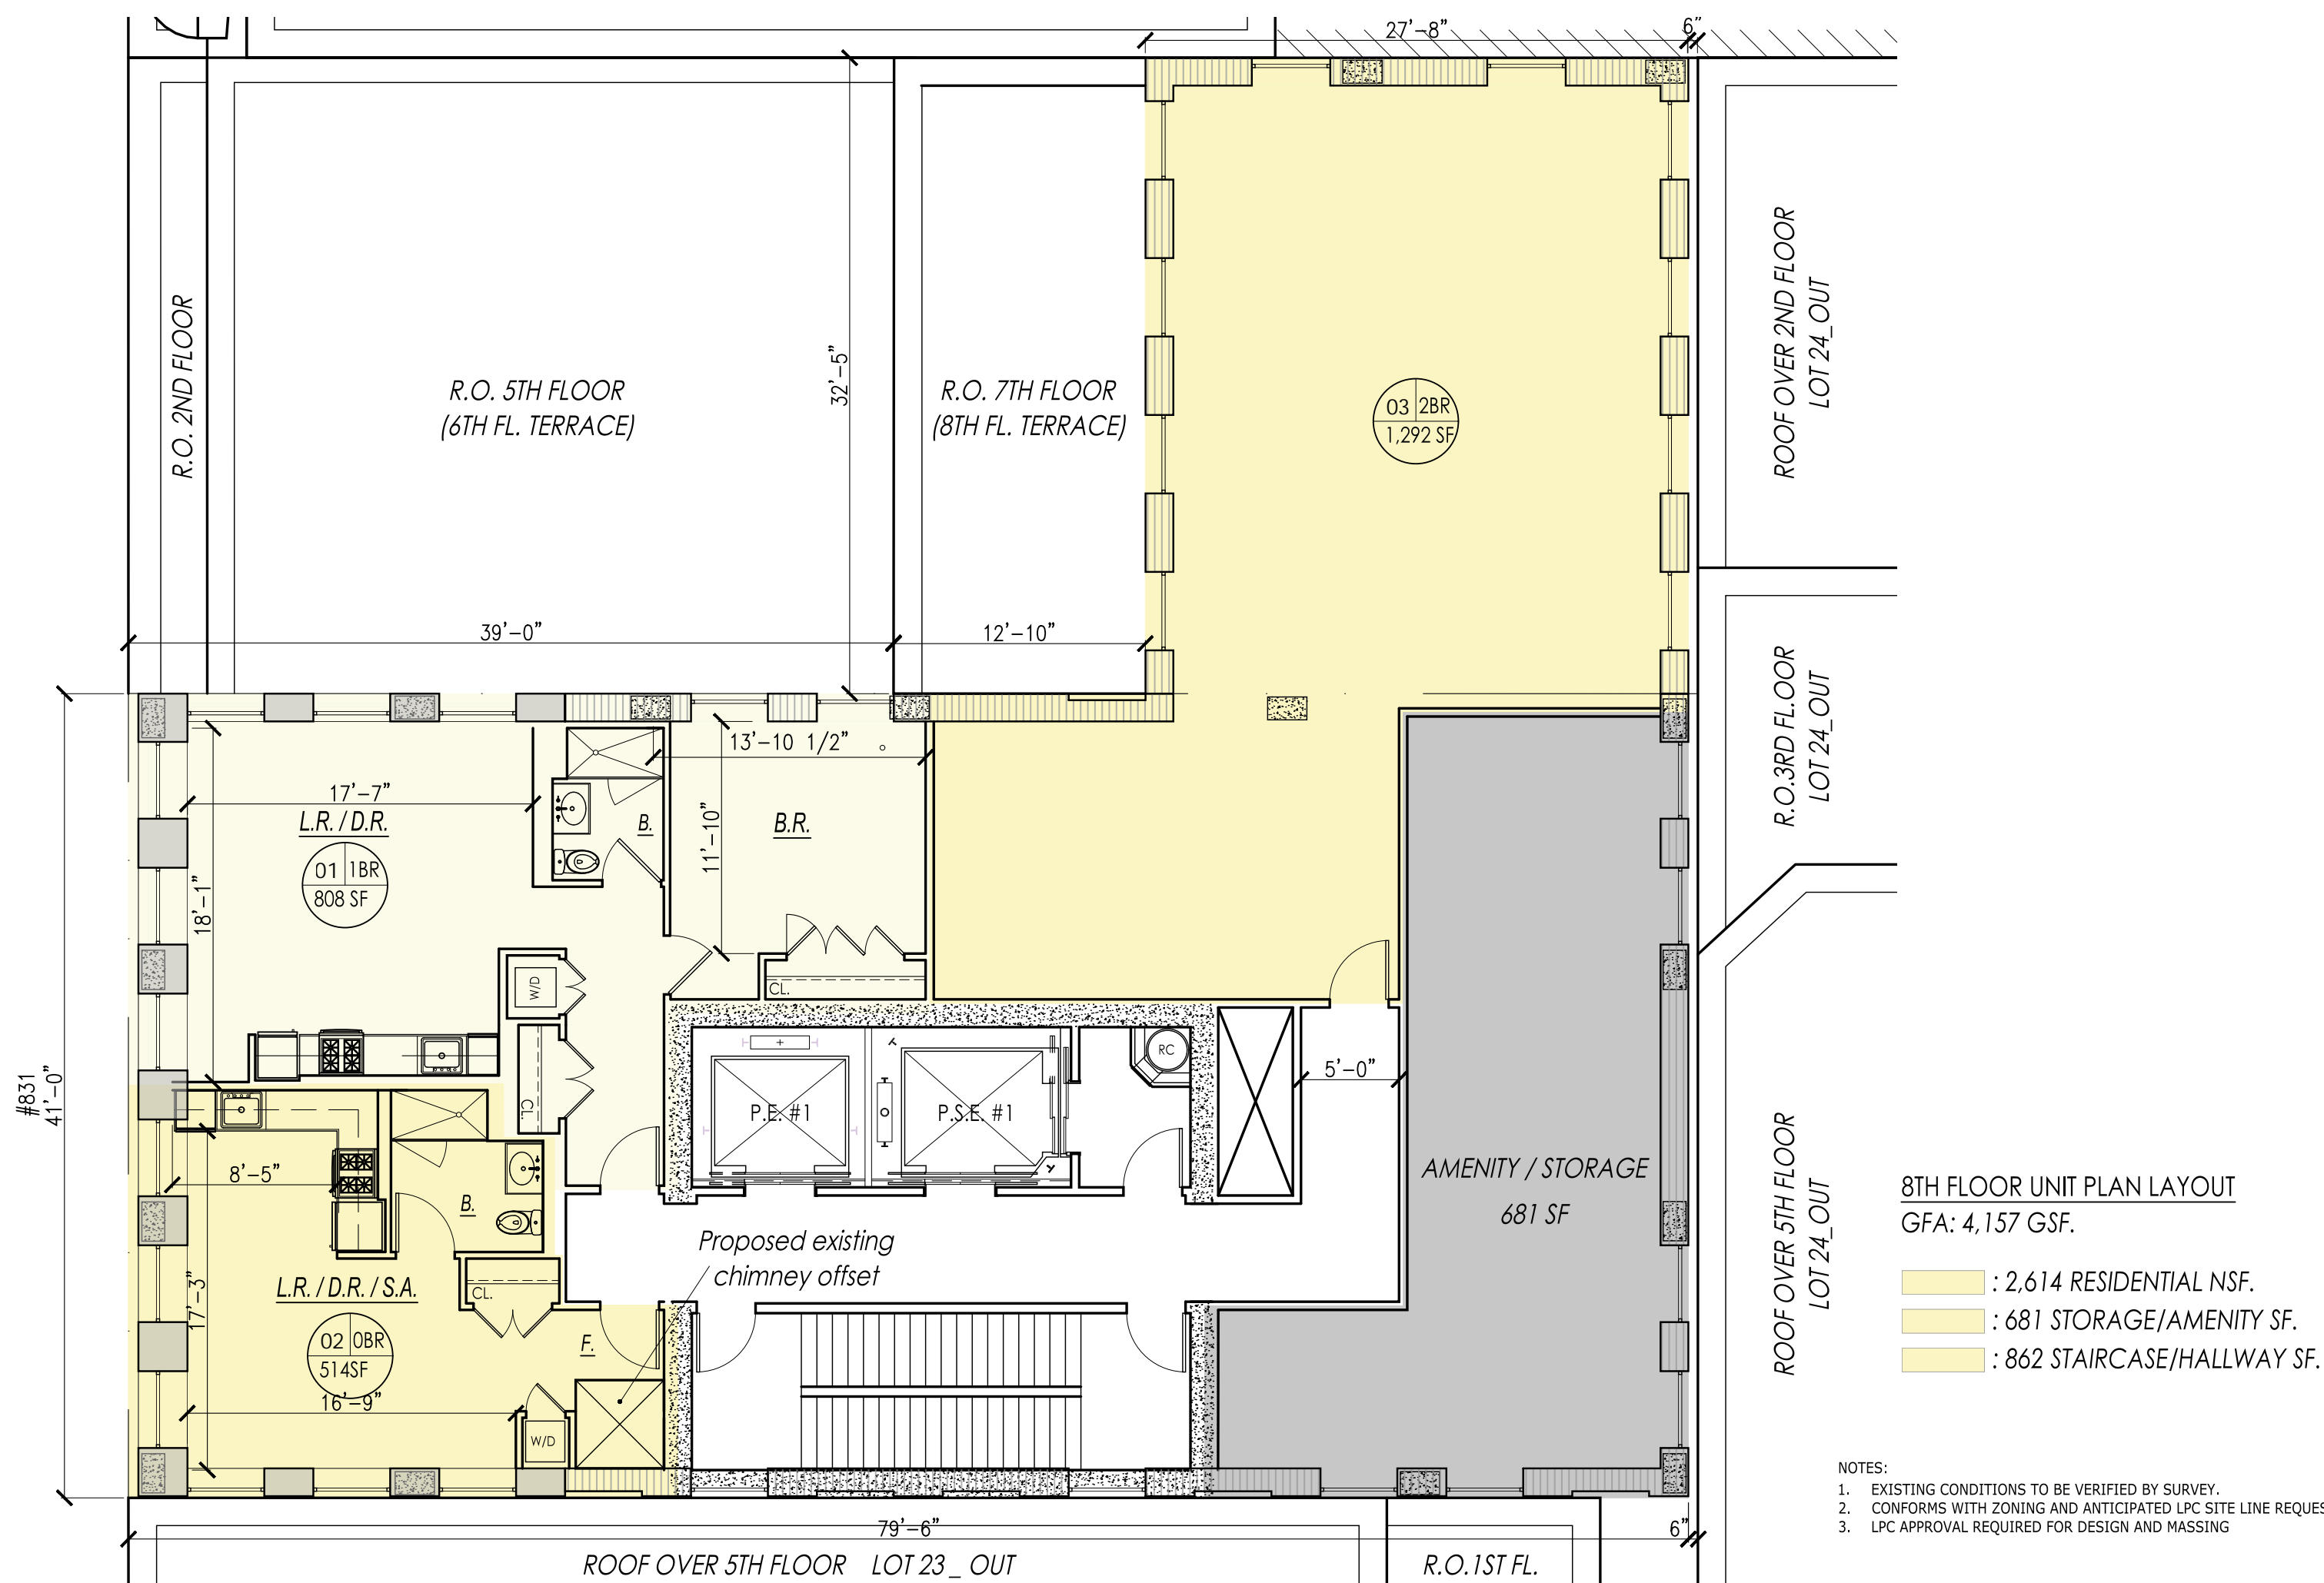 27'-8"
6"
R.O. 2ND FLOOR
R.O. 5TH FLOOR
(6TH FL. TERRACE)
32'-5"
R.O. 7TH FLOOR
(8TH FL. TERRACE)
03 2BR
1,292 SF
ROOF OVER 2ND FLOOR
LOT 24_OUT
39'-0"
12'-10"
R.O.3RD FL.OOR
LOT 24_OUT
13'-10 1/2"
17'-7"
L.R. / D.R.
B.
11'-10"
B.R.
01 1BR
808 SF
18'-1"
W/D
CL.
CL.
#831
41'-0"
P.E. #1
P.S.E. #1
RC
5'-0"
8'-5"
B.
AMENITY / STORAGE
681 SF
ROOF OVER 5TH FLOOR
LOT 24_OUT
8TH FLOOR UNIT PLAN LAYOUT
GFA: 4,157 GSF.
: 2,614 RESIDENTIAL NSF.
: 681 STORAGE/AMENITY SF.
: 862 STAIRCASE/HALLWAY SF.
Proposed existing
chimney offset
17'-3"
L.R. / D.R. / S.A.
CL.
02 0BR
514SF
F.
16'-9"
W/D
NOTES:
1. EXISTING CONDITIONS TO BE VERIFIED BY SURVEY.
2. CONFORMS WITH ZONING AND ANTICIPATED LPC SITE LINE REQUES
3. LPC APPROVAL REQUIRED FOR DESIGN AND MASSING
79'-6"
6"
ROOF OVER 5TH FLOOR LOT 23 _ OUT
R.O.1ST FL.